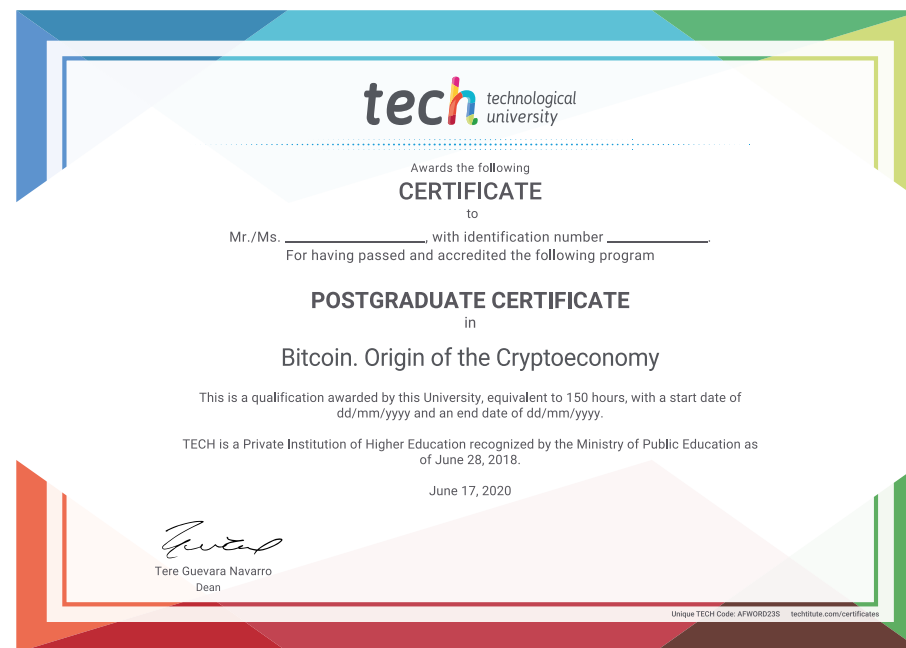 tech technological
university
Awards the following
CERTIFICATE
to
Mr./Ms. ____________________, with identification number ______________.
For having passed and accredited the following program
POSTGRADUATE CERTIFICATE
in
Bitcoin. Origin of the Cryptoeconomy
This is a qualification awarded by this University, equivalent to 150 hours, with a start date of
dd/mm/yyyy and an end date of dd/mm/yyyy.
TECH is a Private Institution of Higher Education recognized by the Ministry of Public Education as
of June 28, 2018.
June 17, 2020
Tere Guevara Navarro
Dean
Unique TECH Code: AFWORD23S techtitute.com/certificates